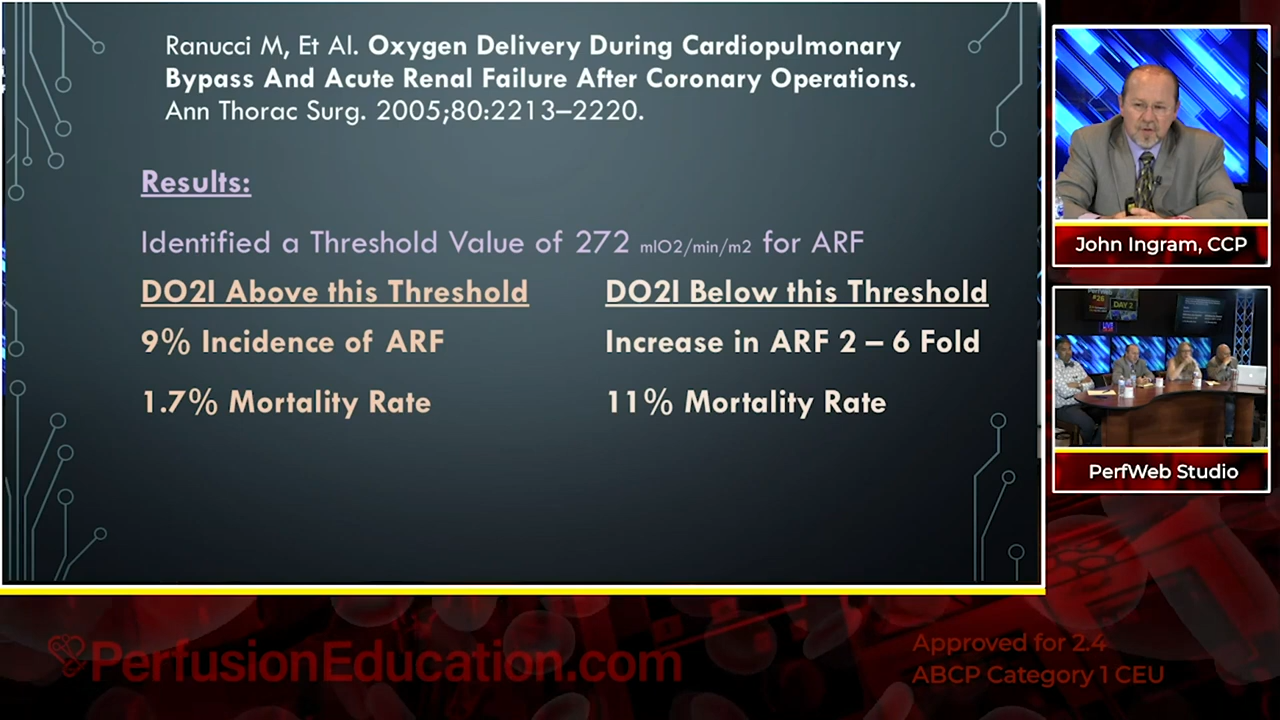 Ranucci M, Et Al. Oxygen Delivery During Cardiopulmonary
Bypass And Acute Renal Failure After Coronary Operations.
Ann Thorac Surg. 2005;80:2213–2220.
Results:
Identified a Threshold Value of 272 mlO2/min/m2 for ARF
DO2I Above this Threshold
9% Incidence of ARF
1.7% Mortality Rate
DO2I Below this Threshold
Increase in ARF 2 – 6 Fold
11% Mortality Rate
John Ingram, CCP
DAY 2
PerfWeb Studio
PerfusionEducation.com
Approved for 2.4
ABCP Category 1 CEU